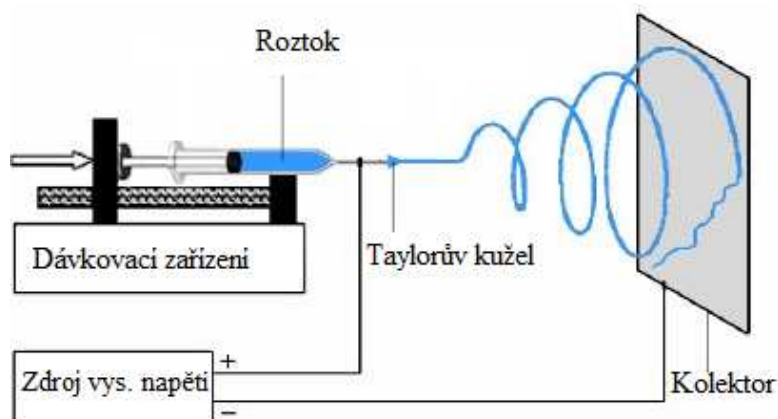 Roztok
Dávkovací zařízení
Taylorův kužel
+
Zdroj vys. napětí
−
Kolektor